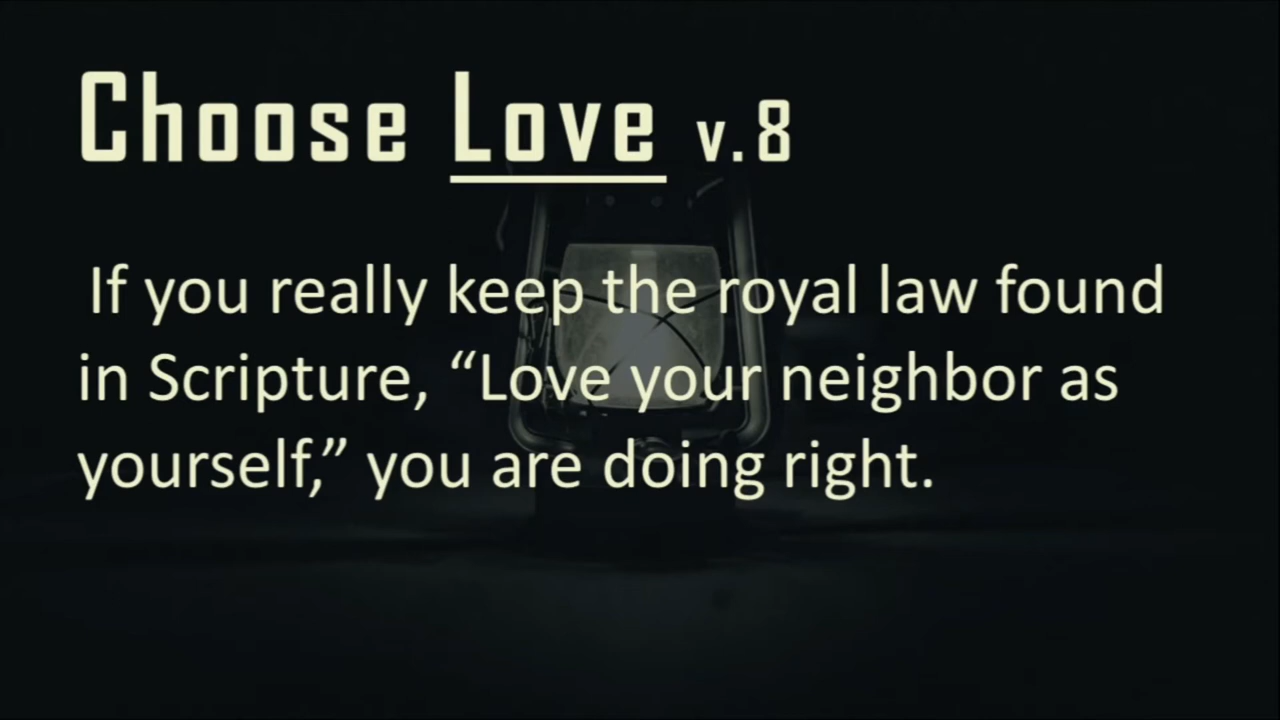 Choose Love v.8
If you really keep the royal law found
in Scripture, “Love your neighbor as
yourself,” you are doing right.